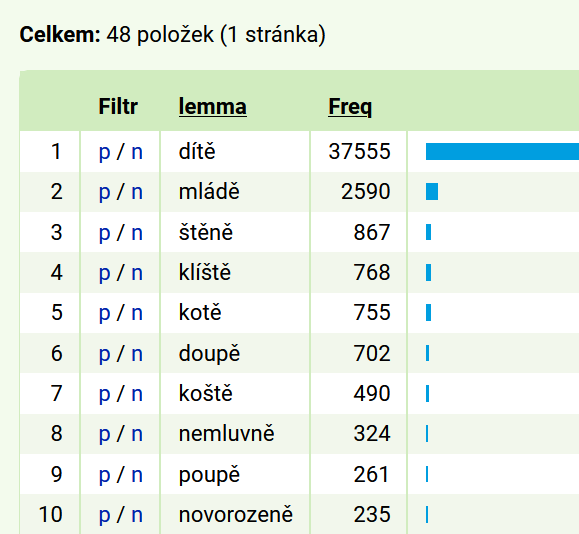 Celkem: 48 položek (1 stránka)
Filtr lemma Freq
1 p / n dítě 37555
2 p / n mládě 2590
3 p / n štěně 867
4 p / n klíště 768
5 p / n kotě 755
6 p / n doupě 702
7 p / n koště 490
8 p / n nemluvně 324
9 p / n poupě 261
10 p / n novorozeně 235